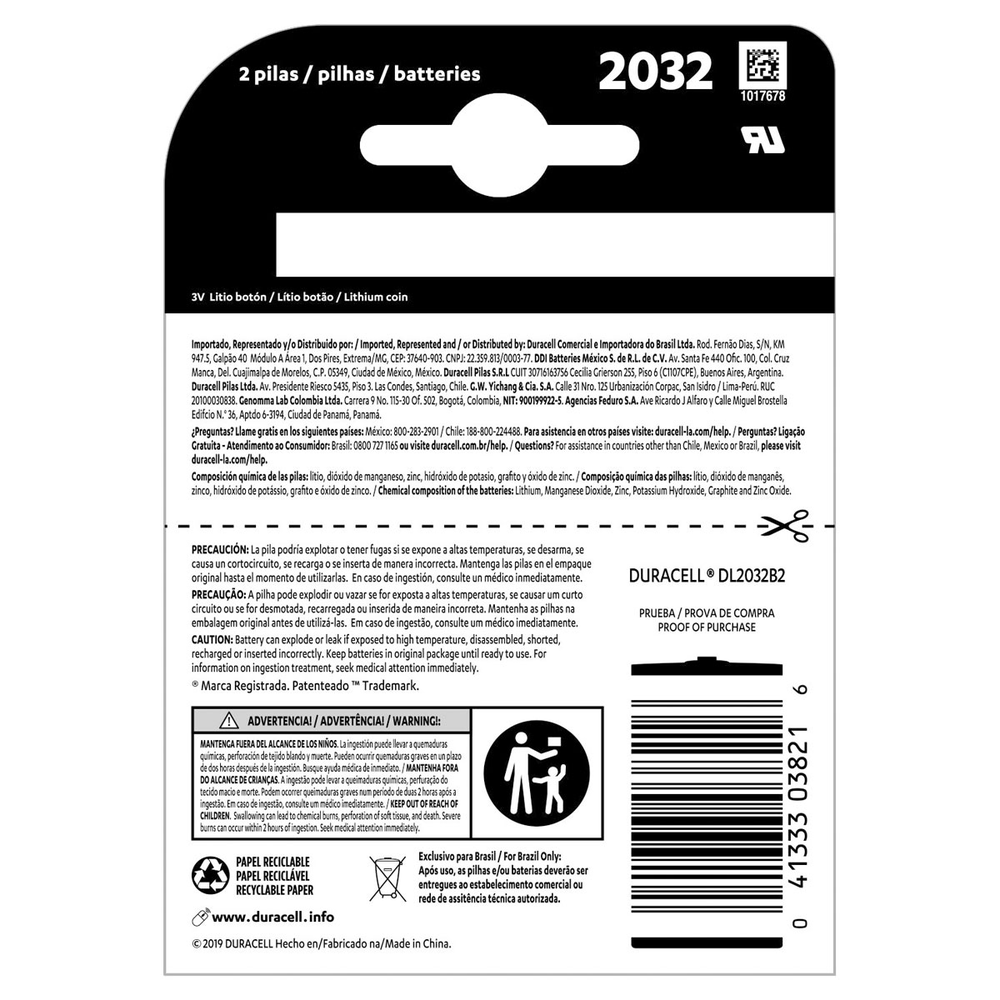 2 pilas / pilhas / batteries
2032
1017678
3V Litio botón / Lítio botão / Lithium coin
Importado, Representado y/o Distribuido por: / Imported, Represented and / or Distributed by: Duracell Comercial e Importadora do Brasil Ltda. Rod. Fernão Dias, S/N, KM
947.5, Galpão 40 Módulo A Área 1, Dos Pires, Extrema/MG, CEP: 37640-903. CNPJ: 22.359.813/0003-77. DDI Batteries México S. de R.L. de C.V. Av. Santa Fe 440 Ofic. 100, Col. Cruz
Manca, Del. Cuajimalpa de Morelos, C.P. 05349, Ciudad de México, México. Duracell Pilas S.R.L CUIT 30716163756 Cecilia Grierson 255, Piso 6 (C1107CPE), Buenos Aires, Argentina.
Duracell Pilas Ltda. Av. Presidente Riesco 5435, Piso 3. Las Condes, Santiago, Chile. G.W. Yichang & Cia. S.A. Calle 31 Nro. 125 Urbanización Corpac, San Isidro / Lima-Perú. RUC
20100030838. Genomma Lab Colombia Ltda. Carrera 9 No. 115-30 Of. 502, Bogotá, Colombia, NIT: 900199922-5. Agencias Feduro S.A. Ave Ricardo J Alfaro y Calle Miguel Brostella
Edifcio N.° 36, Aptdo 6-3194, Ciudad de Panamá, Panamá.
¿Preguntas? Llame gratis en los siguientes países: México: 800-283-2901 / Chile: 188-800-224488. Para asistencia en otros países visite: duracell-la.com/help. / Perguntas? Ligação
Gratuita - Atendimento ao Consumidor: Brasil: 0800 727 1165 ou visite duracell.com.br/help. / Questions? For assistance in countries other than Chile, Mexico or Brazil, please visit
duracell-la.com/help.
Composición química de las pilas: litio, dióxido de manganeso, zinc, hidróxido de potasio, grafito y óxido de zinc. / Composição química das pilhas: lítio, dióxido de manganês,
zinco, hidróxido de potássio, grafite e óxido de zinco. / Chemical composition of the batteries: Lithium, Manganese Dioxide, Zinc, Potassium Hydroxide, Graphite and Zinc Oxide.
PRECAUCIÓN: La pila podría explotar o tener fugas si se expone a altas temperaturas, se desarma, se
causa un cortocircuito, se recarga o se inserta de manera incorrecta. Mantenga las pilas en el empaque
original hasta el momento de utilizarlas. En caso de ingestión, consulte un médico inmediatamente.
PRECAUÇÃO: A pilha pode explodir ou vazar se for exposta a altas temperaturas, se causar um curto
circuito ou se for desmotada, recarregada ou inserida de maneira incorreta. Mantenha as pilhas na
embalagem original antes de utilizá-las. Em caso de ingestão, consulte um médico imediatamente.
CAUTION: Battery can explode or leak if exposed to high temperature, disassembled, shorted,
recharged or inserted incorrectly. Keep batteries in original package until ready to use. For
information on ingestion treatment, seek medical attention immediately.
® Marca Registrada. Patenteado ™ Trademark.
DURACELL® DL2032B2
PRUEBA / PROVA DE COMPRA
PROOF OF PURCHASE
ADVERTENCIA! / ADVERTÊNCIA! / WARNING!:
MANTENGA FUERA DEL ALCANCE DE LOS NIÑOS. La ingestión puede llevar a quemaduras
químicas, perforación de tejido blando y muerte. Pueden ocurrir quemaduras graves en un plazo
de dos horas después de la ingestión. Busque ayuda médica de inmediato. / MANTENHA FORA
DO ALCANCE DE CRIANÇAS. A ingestão pode levar a queimaduras químicas, perfuração do
tecido macio e morte. Podem ocorrer queimaduras graves num período de duas 2 horas após a
ingestão. Em caso de ingestão, consulte um médico imediatamente. / KEEP OUT OF REACH OF
CHILDREN. Swallowing can lead to chemical burns, perforation of soft tissue, and death. Severe
burns can occur within 2 hours of ingestion. Seek medical attention immediately.
PAPEL RECICLABLE
PAPEL RECICLÁVEL
RECYCLABLE PAPER
Exclusivo para Brasil / For Brazil Only:
Após uso, as pilhas e/ou baterias deverão ser
entregues ao estabelecimento comercial ou
rede de assistência técnica autorizada.
www.duracell.info
© 2019 DURACELL Hecho en/Fabricado na/Made in China.
0 41333 03821 6